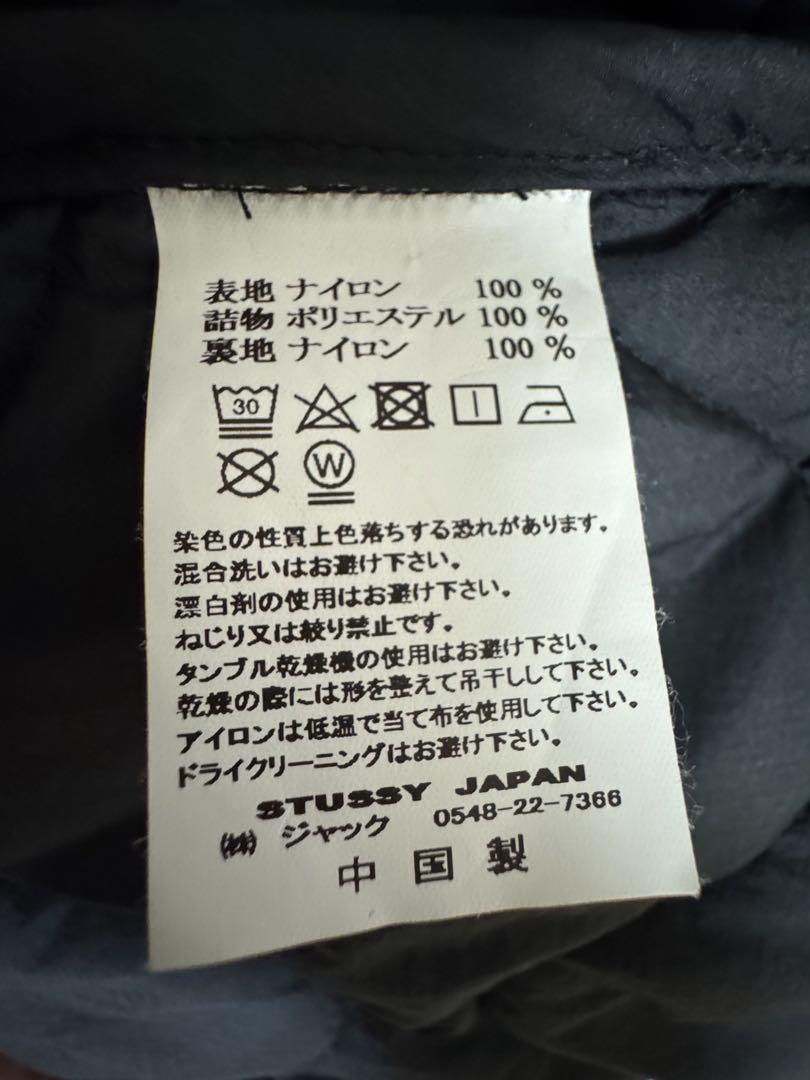 表地 ナイロン 100 %
詰物 ポリエステル 100 %
裏地 ナイロン 100 %
30
W
染色の性質上色落ちする恐れがあります。
混合洗いはお避け下さい。
漂白剤の使用はお避け下さい。
ねじり又は絞り禁止です。
タンブル乾燥機の使用はお避け下さい。
乾燥の際には形を整えて吊干しして下さい。
アイロンは低温で当て布を使用して下さい。
ドライクリーニングはお避け下さい。
STUSSY JAPAN
㈱ ジャック 0548-22-7366
中国製